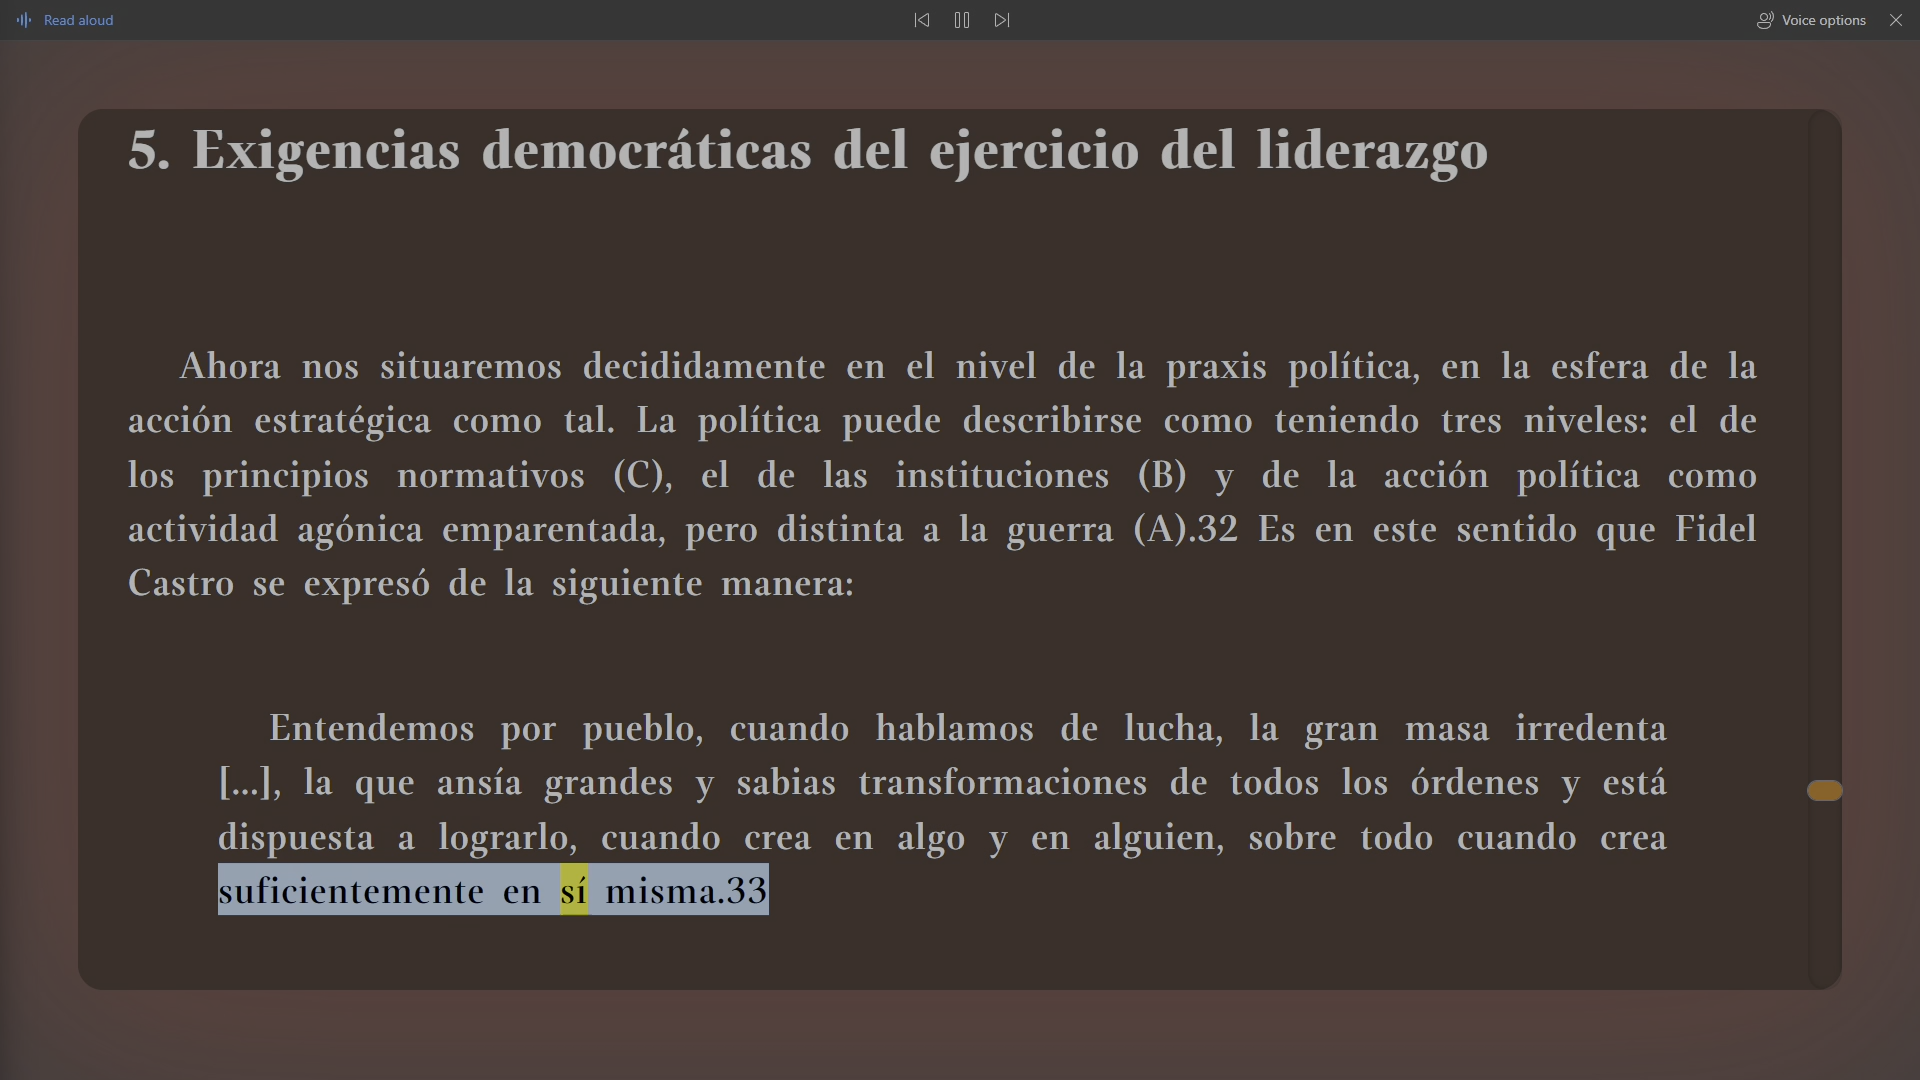 Read aloud
Voice options
5. Exigencias democráticas del ejercicio del liderazgo
Ahora nos situaremos decididamente en el nivel de la praxis política, en la esfera de la
acción estratégica como tal. La política puede describirse como teniendo tres niveles: el de
los principios normativos (C), el de las instituciones (B) y de la acción política como
actividad agónica emparentada, pero distinta a la guerra (A).32 Es en este sentido que Fidel
Castro se expresó de la siguiente manera:
Entendemos por pueblo, cuando hablamos de lucha, la gran masa irredenta
[...], la que ansía grandes y sabias transformaciones de todos los órdenes y está
dispuesta a lograrlo, cuando crea en algo y en alguien, sobre todo cuando crea
suficientemente en sí misma.33